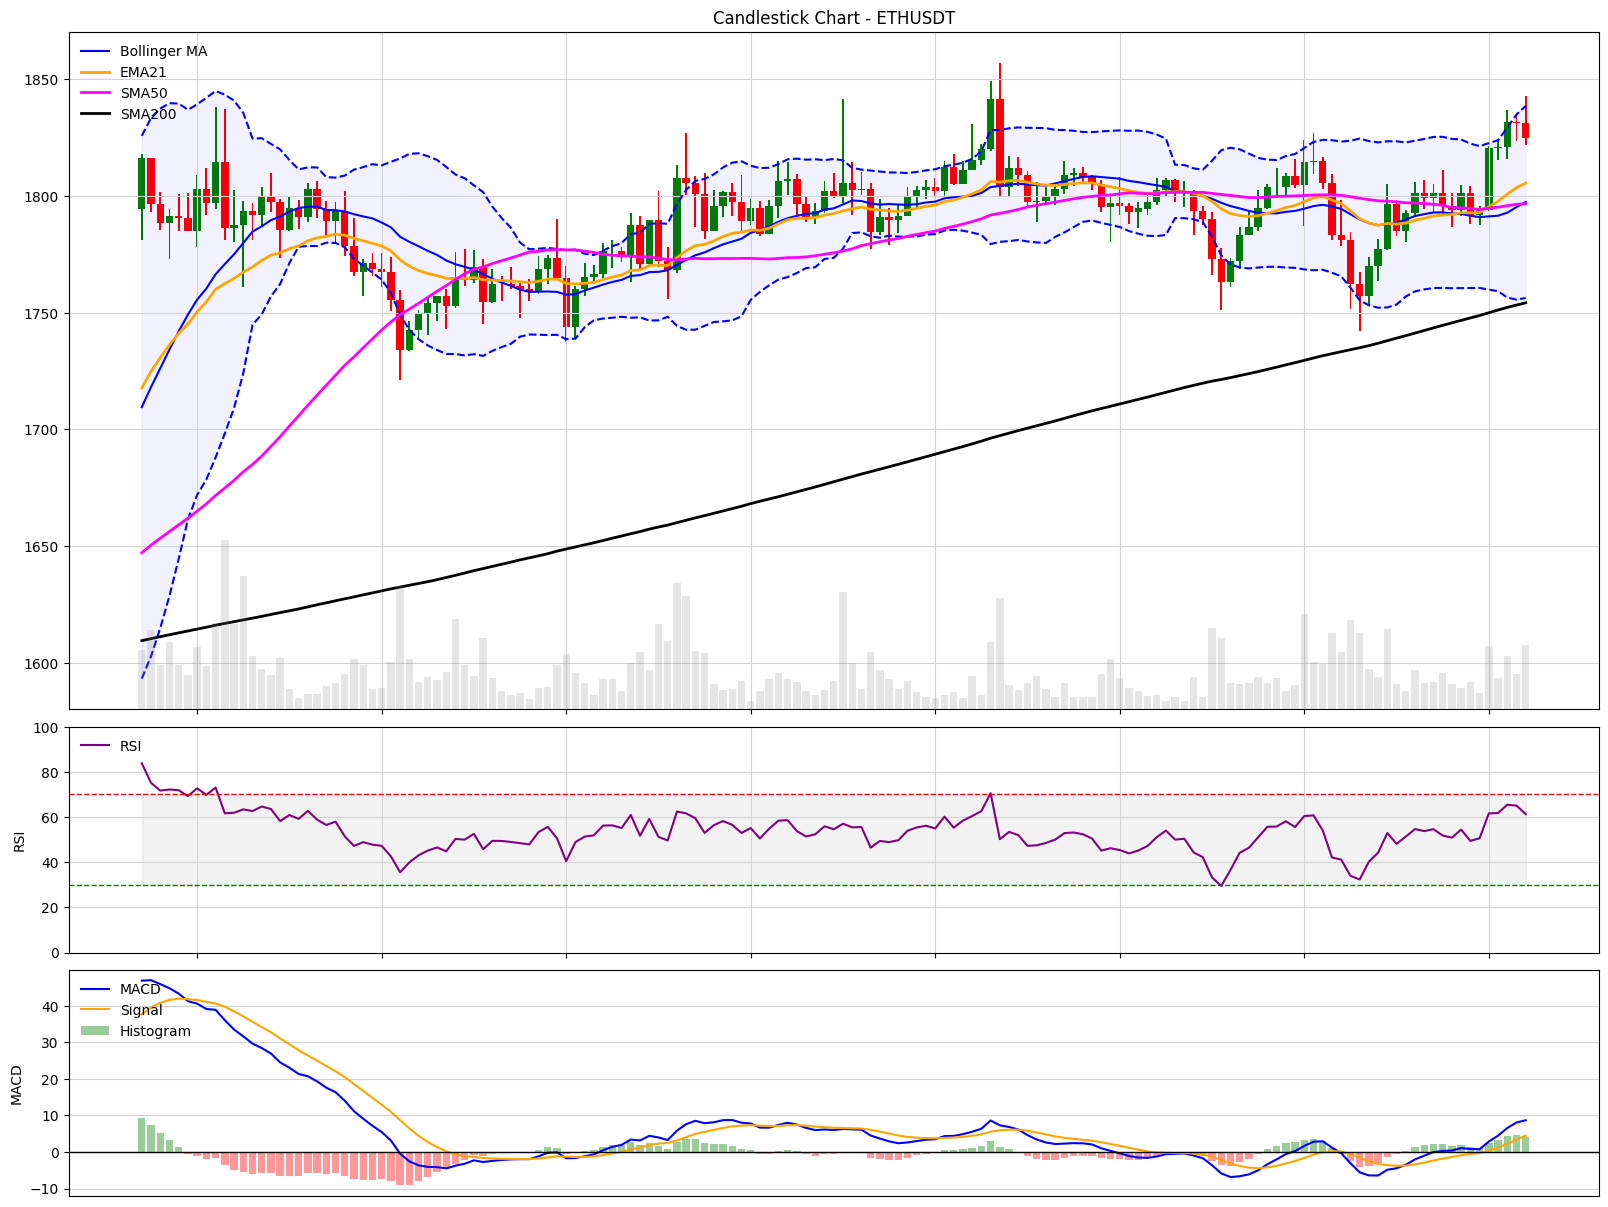 Candlestick Chart - ETHUSDT
Bollinger MA
EMA21
SMA50
SMA200
1850
1800
1750
1700
1650
1600
RSI
100
80
60
40
20
0
RSI
MACD
Signal
Histogram
40
30
20
10
0
−10
MACD